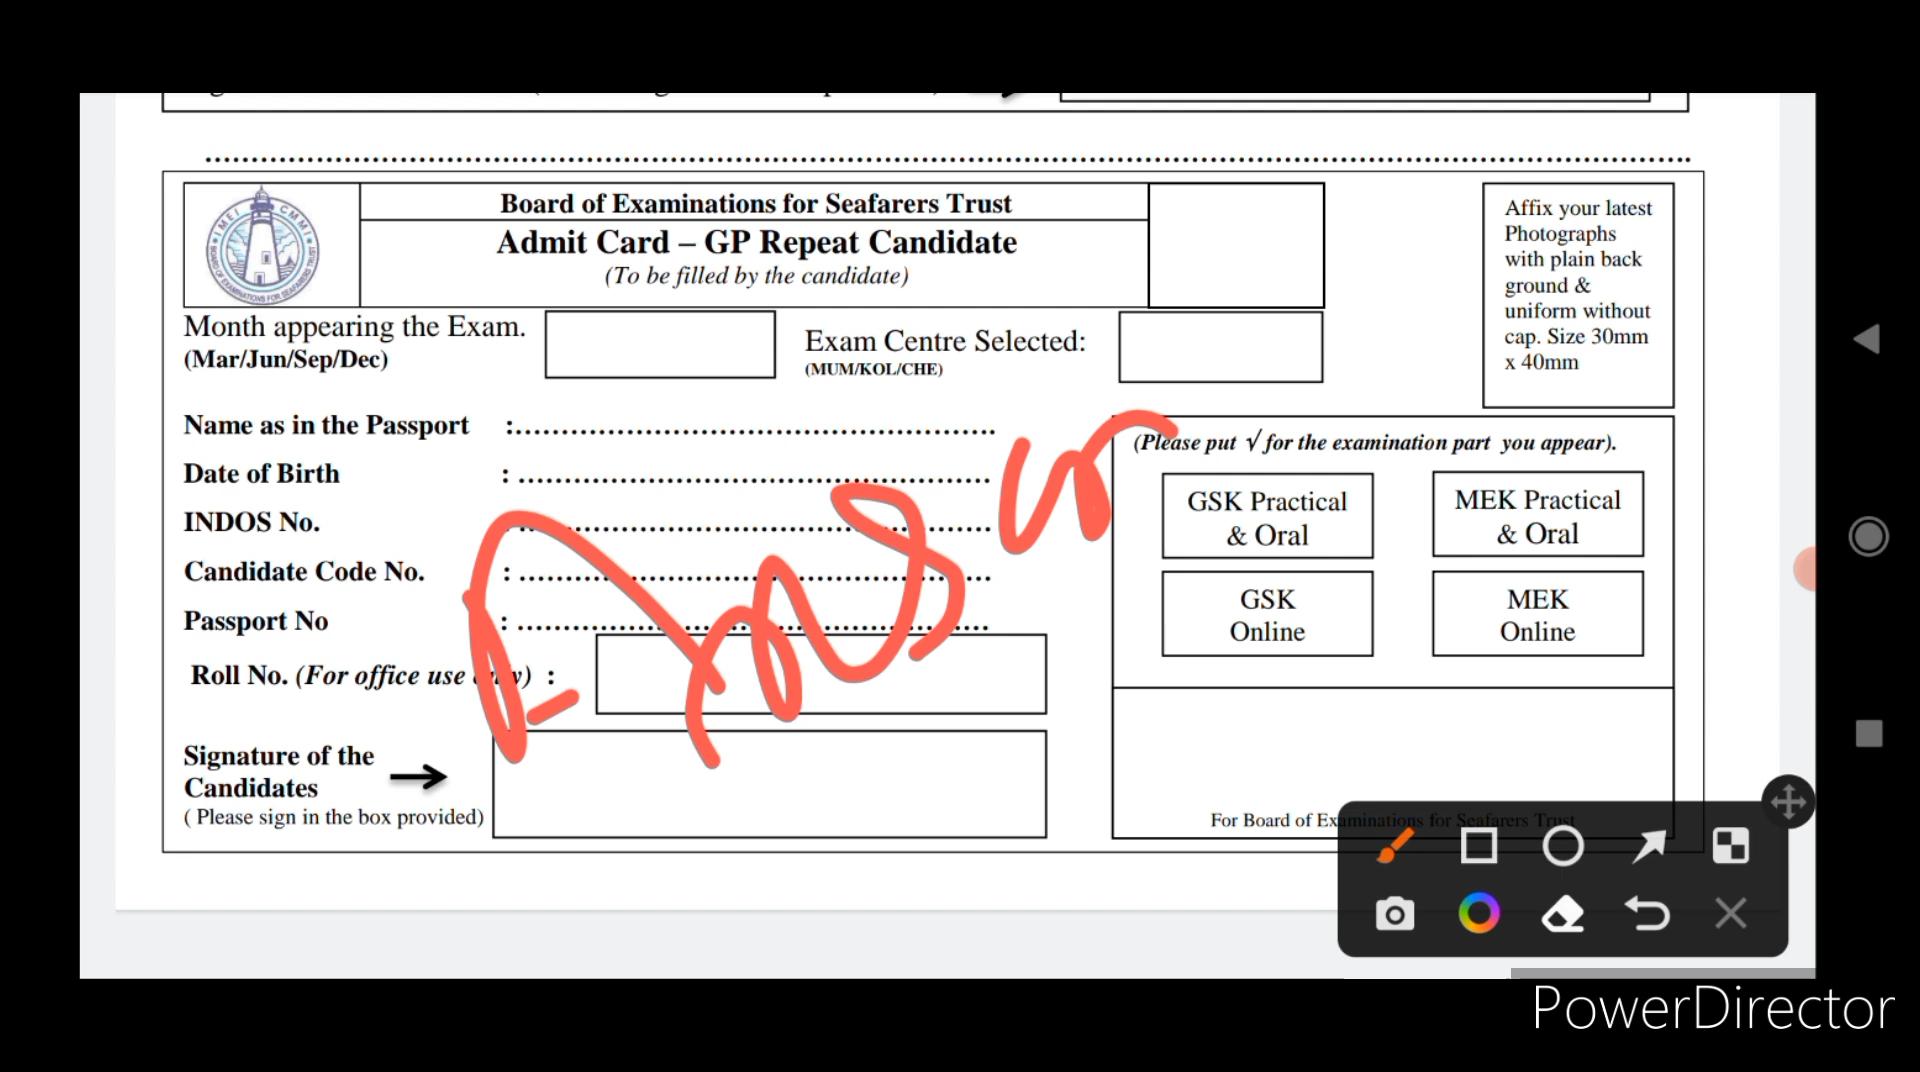 Board of Examinations for Seafarers Trust
Admit Card – GP Repeat Candidate
(To be filled by the candidate)
Affix your latest
Photographs
with plain back
ground &
uniform without
cap. Size 30mm
x 40mm
Month appearing the Exam.
(Mar/Jun/Sep/Dec)
Exam Centre Selected:
(MUM/KOL/CHE)
Name as in the Passport :
Date of Birth :
INDOS No. :
Candidate Code No. :
Passport No :
Roll No. (For office use only) :
Signature of the
Candidates
( Please sign in the box provided)
(Please put √ for the examination part you appear).
GSK Practical
& Oral
MEK Practical
& Oral
GSK
Online
MEK
Online
For Board of Examinations for Seafarers Trust
PowerDirector